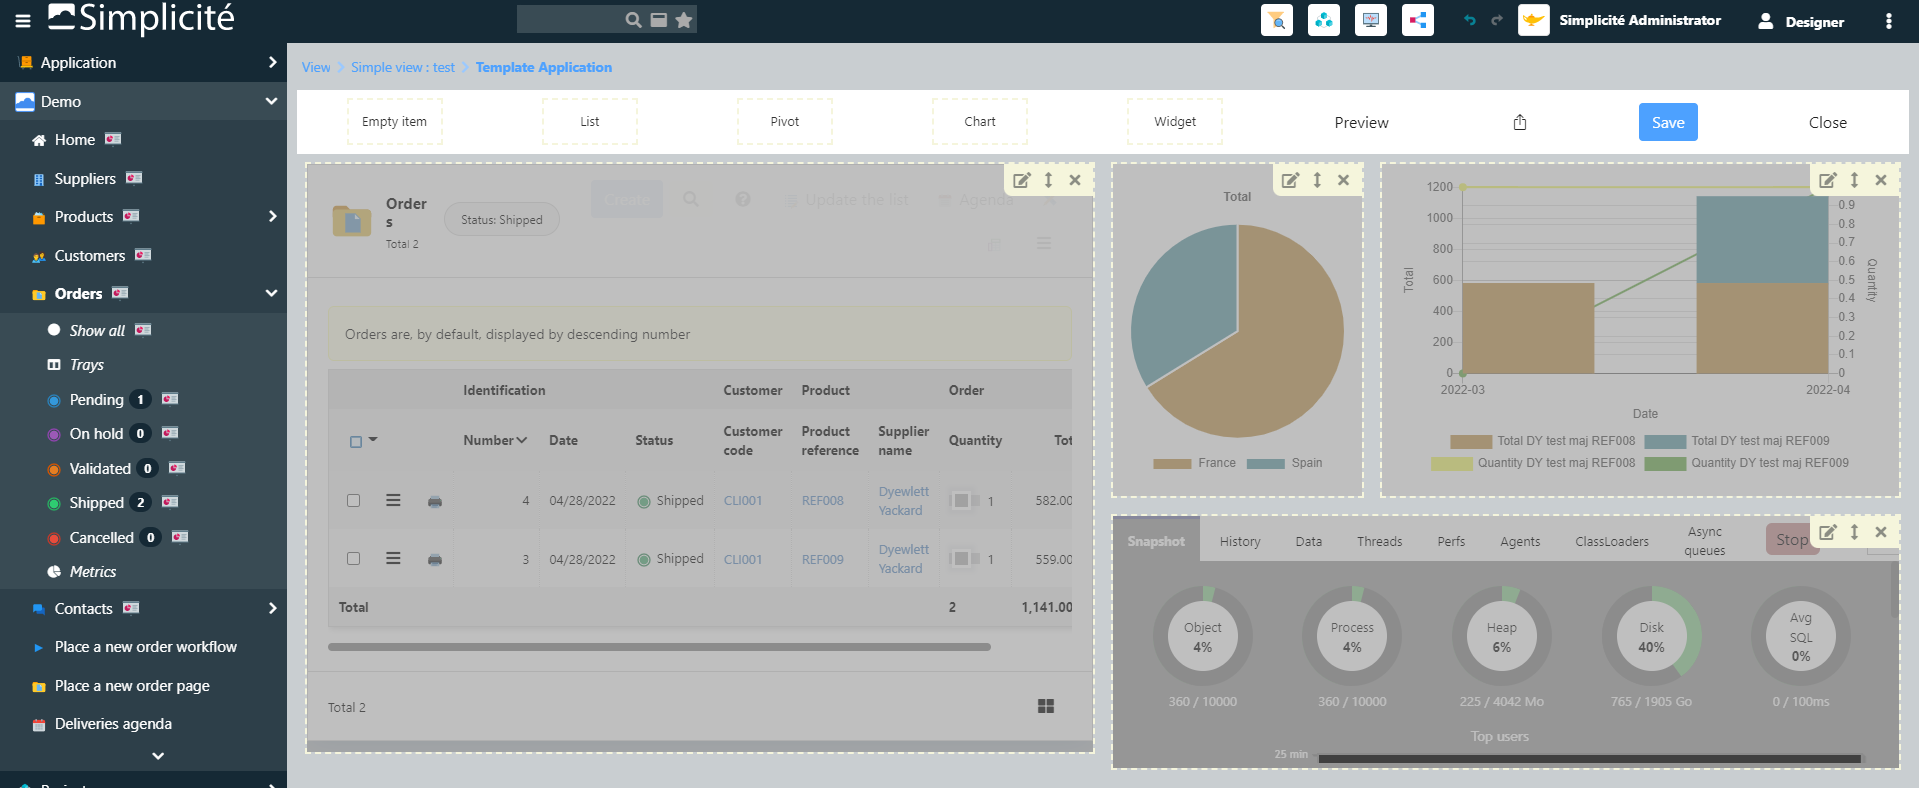 Simplicité
Simplicité Administrator
Designer
Application
Demo
Home
Suppliers
Products
Customers
Orders
Show all
Trays
Pending 1
On hold 0
Validated 0
Shipped 2
Cancelled 0
Metrics
Contacts
Place a new order workflow
Place a new order page
Deliveries agenda
View > Simple view : test > Template Application
Empty item
List
Pivot
Chart
Widget
Preview
Save
Close
Orders
Total 2
Status: Shipped
Create
Update the list
Agenda
Orders are, by default, displayed by descending number
Identification Customer Product Order
Number Date Status Customer code Product reference Supplier name Quantity Tot
4 04/28/2022 Shipped CLI001 REF008 Dyewlett Yackard 1 582.00
3 04/28/2022 Shipped CLI001 REF009 Dyewlett Yackard 1 559.00
Total 2 1,141.00
Total 2
Total
France Spain
1200
1000
800
600
400
200
0
Total
0.9
0.8
0.7
0.6
0.5
0.4
0.3
0.2
0.1
0
Quantity
2022-03 2022-04
Date
Total DY test maj REF008 Total DY test maj REF009
Quantity DY test maj REF008 Quantity DY test maj REF009
Snapshot History Data Threads Perfs Agents ClassLoaders Async queues Stop
Object 4%
Process 4%
Heap 6%
Disk 40%
Avg SQL 0%
360 / 10000
360 / 10000
225 / 4042 Mo
765 / 1905 Go
0 / 100ms
Top users
25 min